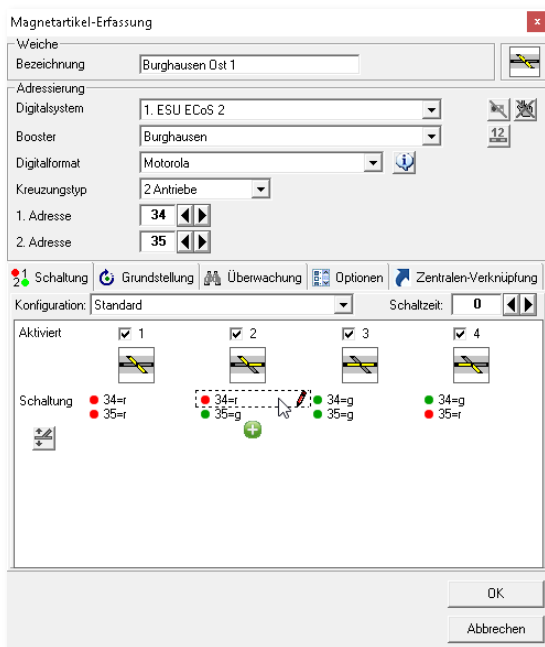 Magnetartikel-Erfassung x
Weiche
Bezeichnung Burghausen Ost 1
Adressierung
Digitalsystem 1. ESU ECoS 2
Booster Burghausen 12
Digitalformat Motorola
Kreuzungstyp 2 Antriebe
1. Adresse 34
2. Adresse 35
1 2 Schaltung Grundstellung Überwachung Optionen Zentralen-Verknüpfung
Konfiguration: Standard Schaltzeit: 0
Aktiviert 1 2 3 4
Schaltung 34=r 34=r 34=g 34=g
35=r 35=g 35=g 35=r
OK
Abbrechen